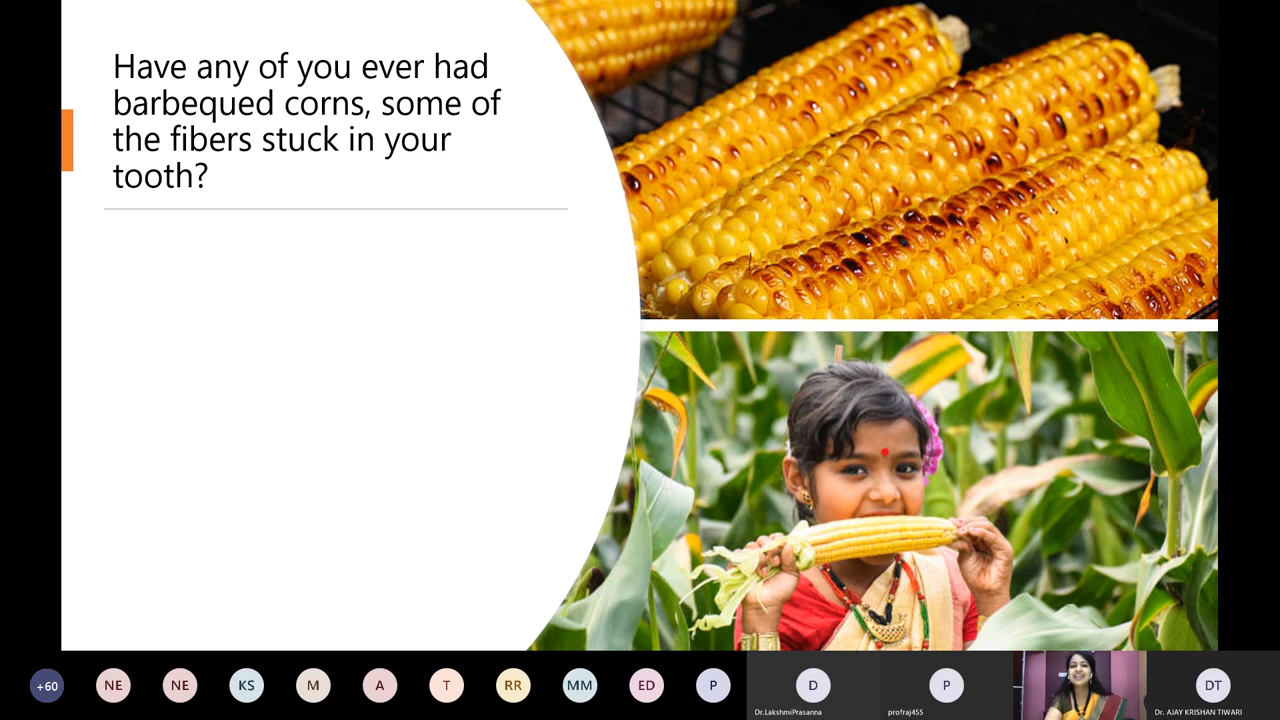 Have any of you ever had
barbequed corns, some of
the fibers stuck in your
tooth?
+60
NE
NE
KS
M
A
T
RR
MM
ED
P
D
P
DT
Dr.LakshmiPrasanna
profraj455
Dr. AJAY KRISHAN TIWARI